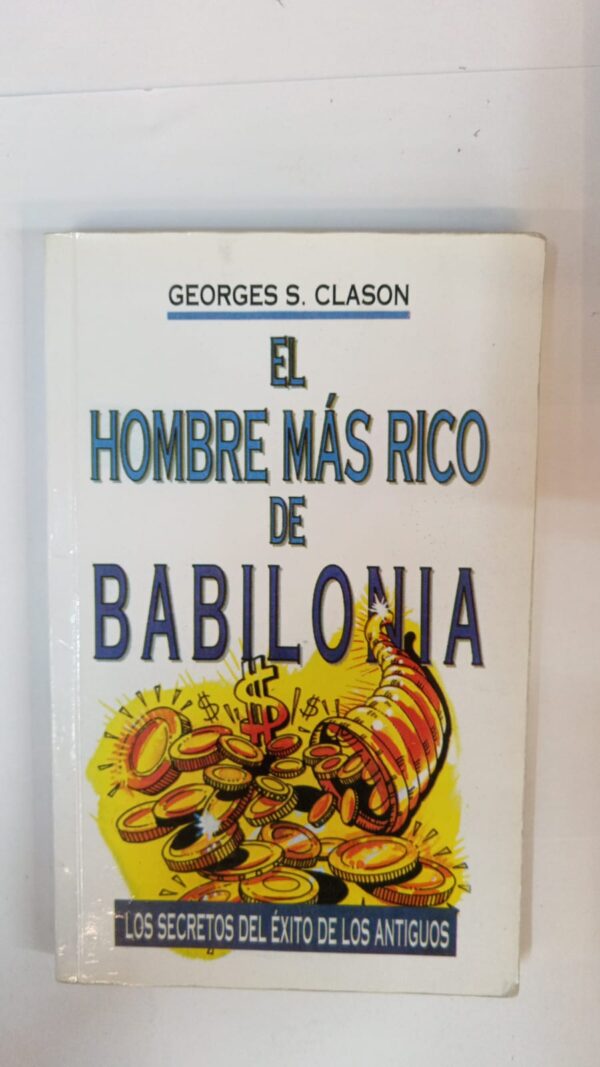 GEORGES S. CLASON
EL
HOMBRE MÁS RICO
DE
BABILONIA
$
$ $
LOS SECRETOS DEL ÉXITO DE LOS ANTIGUOS